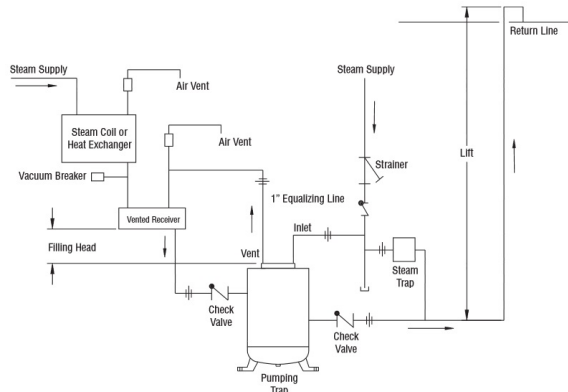 Return Line
Steam Supply
Air Vent
Steam Supply
Steam Coil or
Heat Exchanger
Air Vent
Lift
Strainer
Vacuum Breaker
1" Equalizing Line
Vented Receiver
Inlet
Filling Head
Vent
Steam
Trap
Check
Valve
Check
Valve
Pumping
Trap